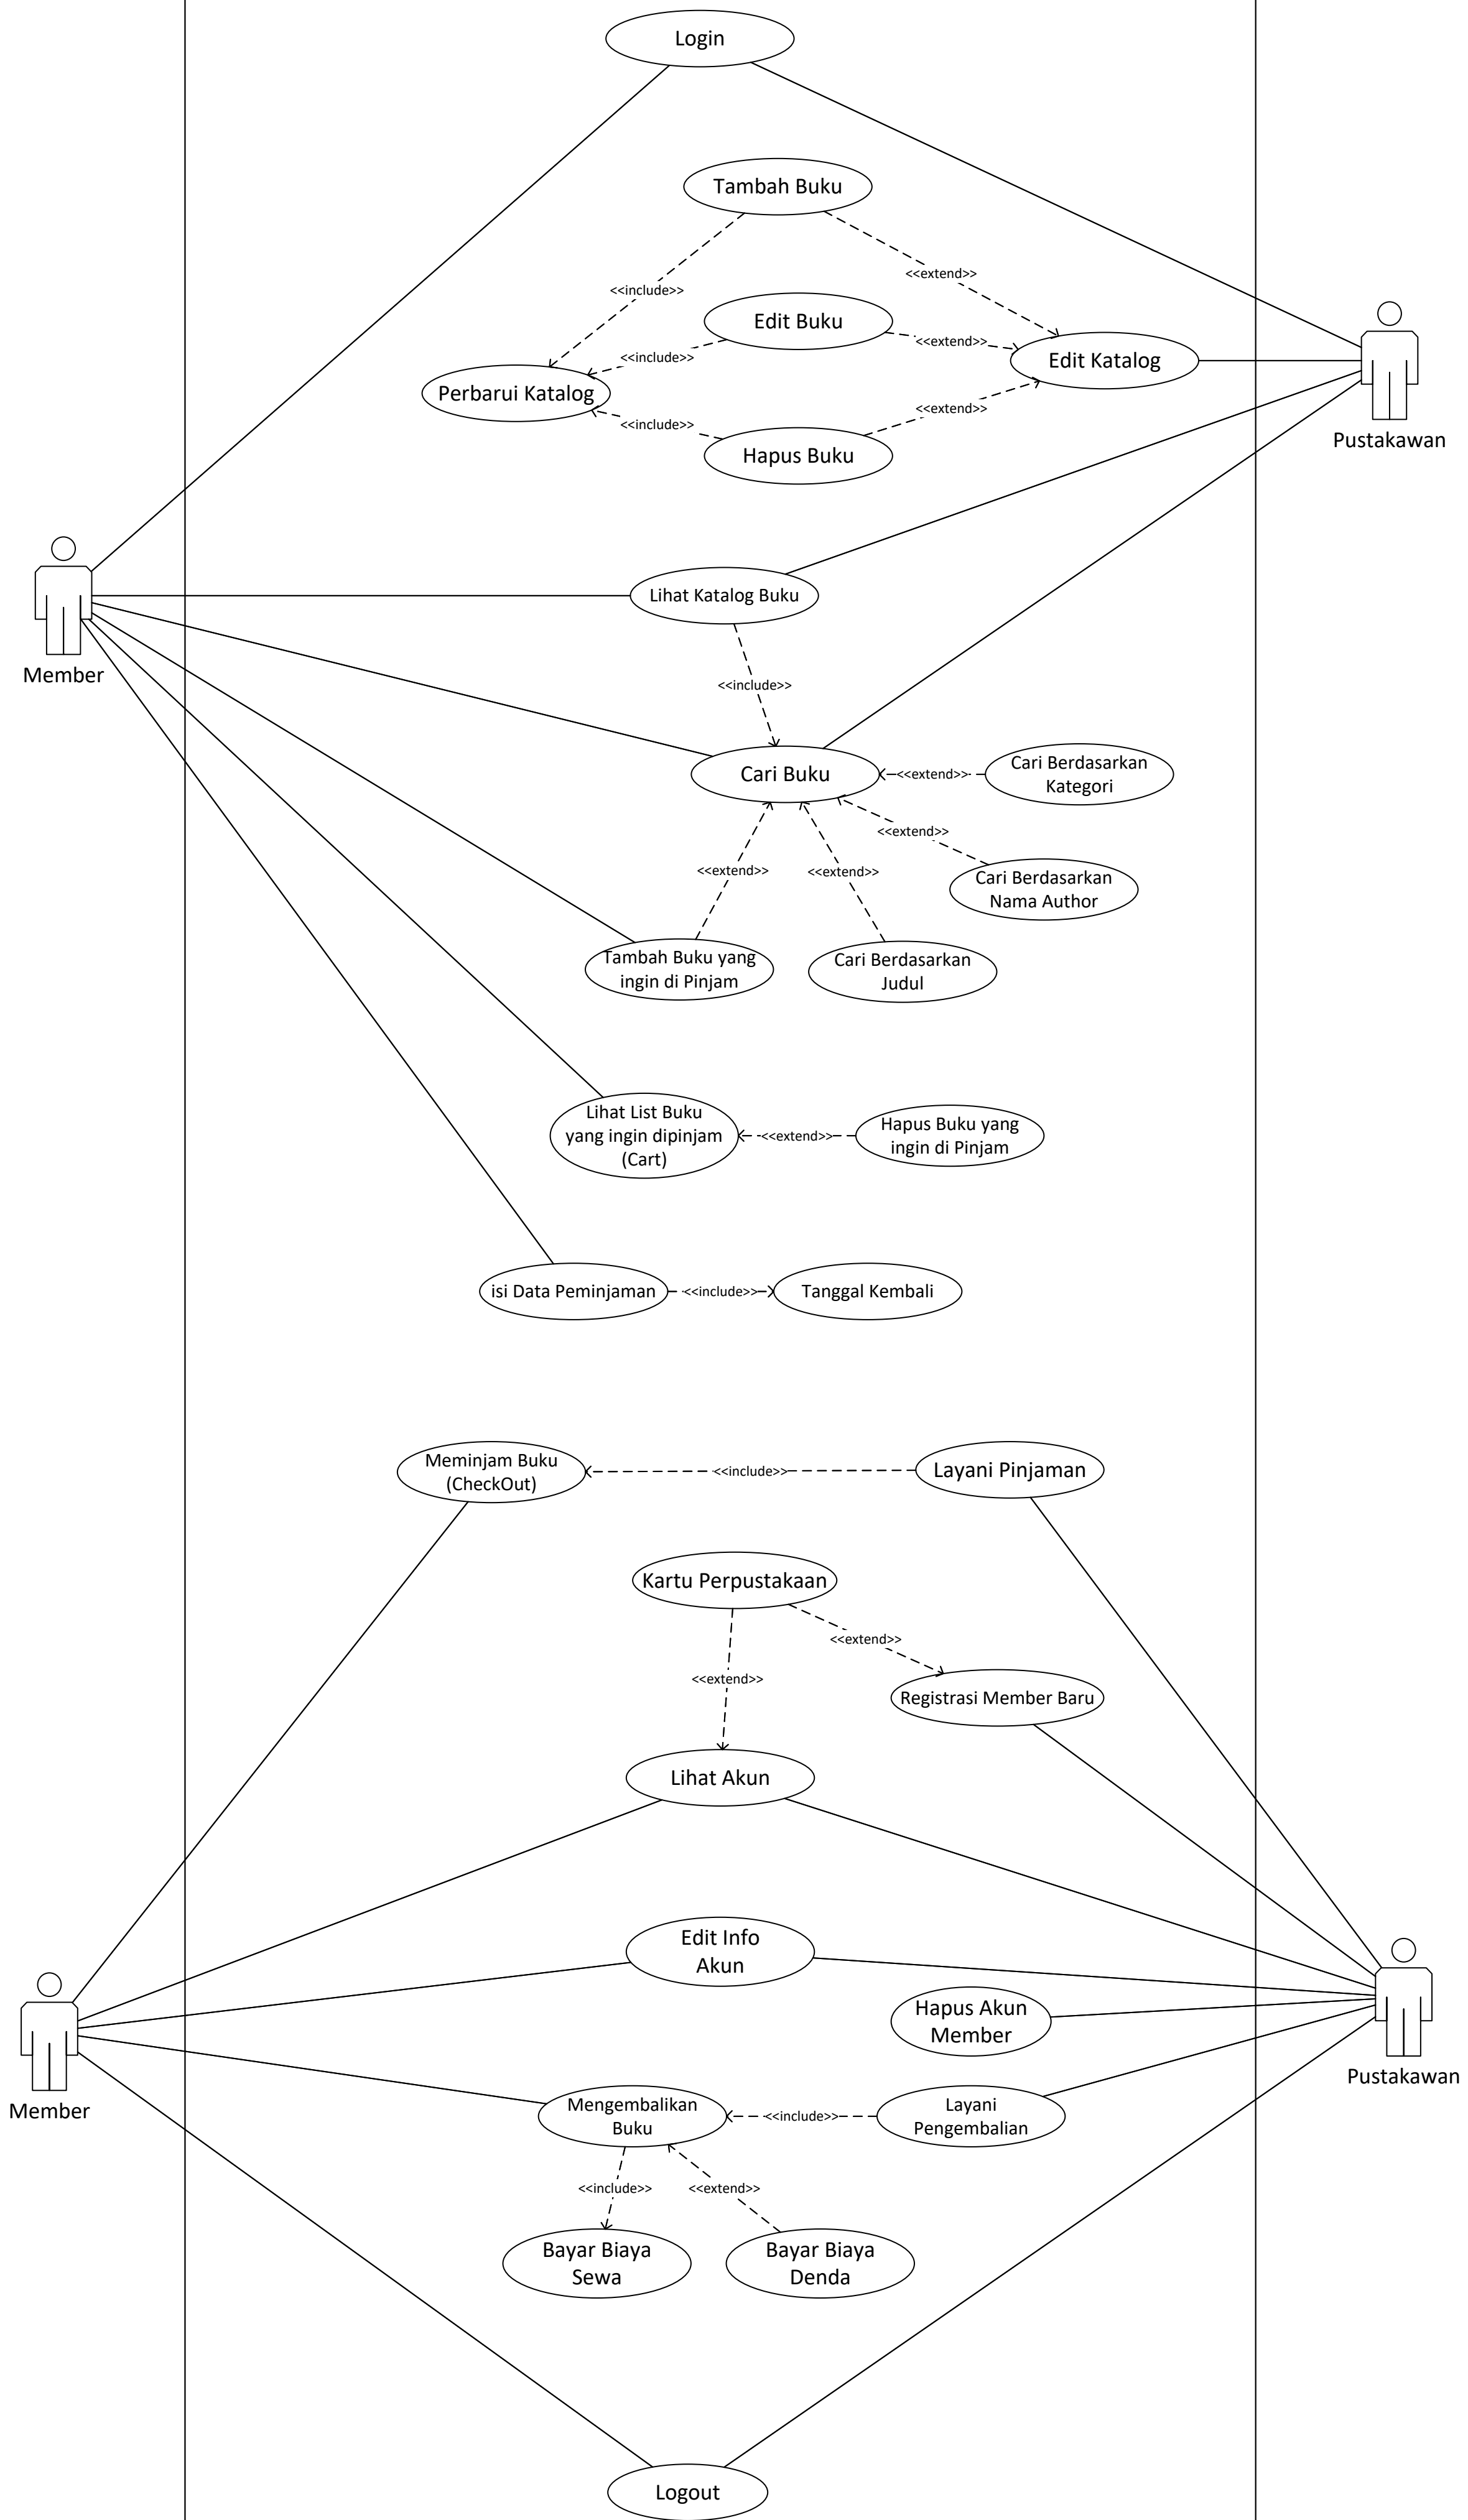 Login
Tambah Buku
<<extend>>
<<include>>
Edit Buku
<<extend>>
<<include>>
Edit Katalog
Perbarui Katalog
<<extend>>
<<include>>
Hapus Buku
Pustakawan
Lihat Katalog Buku
Member
<<include>>
Cari Buku
<<extend>>
Cari Berdasarkan
Kategori
<<extend>>
<<extend>>
<<extend>>
Cari Berdasarkan
Nama Author
Tambah Buku yang
ingin di Pinjam
Cari Berdasarkan
Judul
Lihat List Buku
yang ingin dipinjam
(Cart)
<<extend>>
Hapus Buku yang
ingin di Pinjam
isi Data Peminjaman
<<include>>
Tanggal Kembali
Meminjam Buku
(CheckOut)
<<include>>
Layani Pinjaman
Kartu Perpustakaan
<<extend>>
<<extend>>
Registrasi Member Baru
Lihat Akun
Edit Info
Akun
Hapus Akun
Member
Pustakawan
Member
Mengembalikan
Buku
<<include>>
Layani
Pengembalian
<<include>>
<<extend>>
Bayar Biaya
Sewa
Bayar Biaya
Denda
Logout